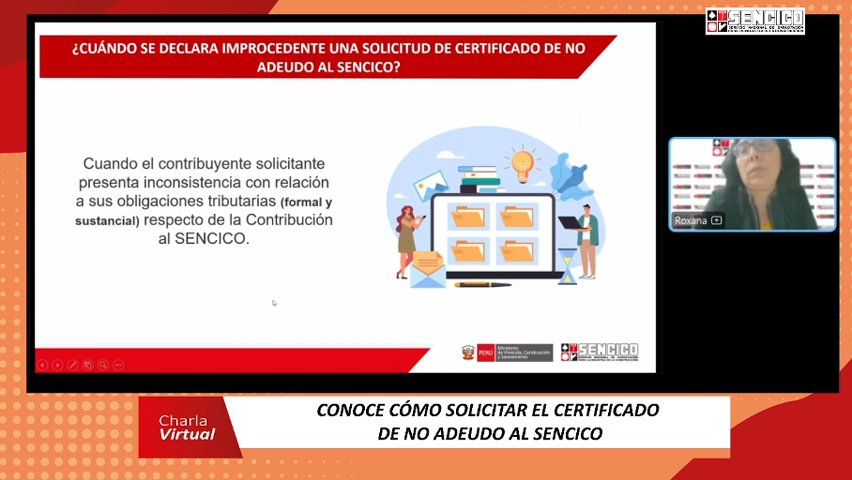 SENCICO
¿CUÁNDO SE DECLARA IMPROCEDENTE UNA SOLICITUD DE CERTIFICADO DE NO
ADEUDO AL SENCICO?
Cuando el contribuyente solicitante
presenta inconsistencia con relación
a sus obligaciones tributarias (formal y
sustancial) respecto de la Contribución
al SENCICO.
Roxana
PERÚ
Ministerio
de Vivienda, Construcción
y Saneamiento
SENCICO
Charla
Virtual
CONOCE CÓMO SOLICITAR EL CERTIFICADO
DE NO ADEUDO AL SENCICO